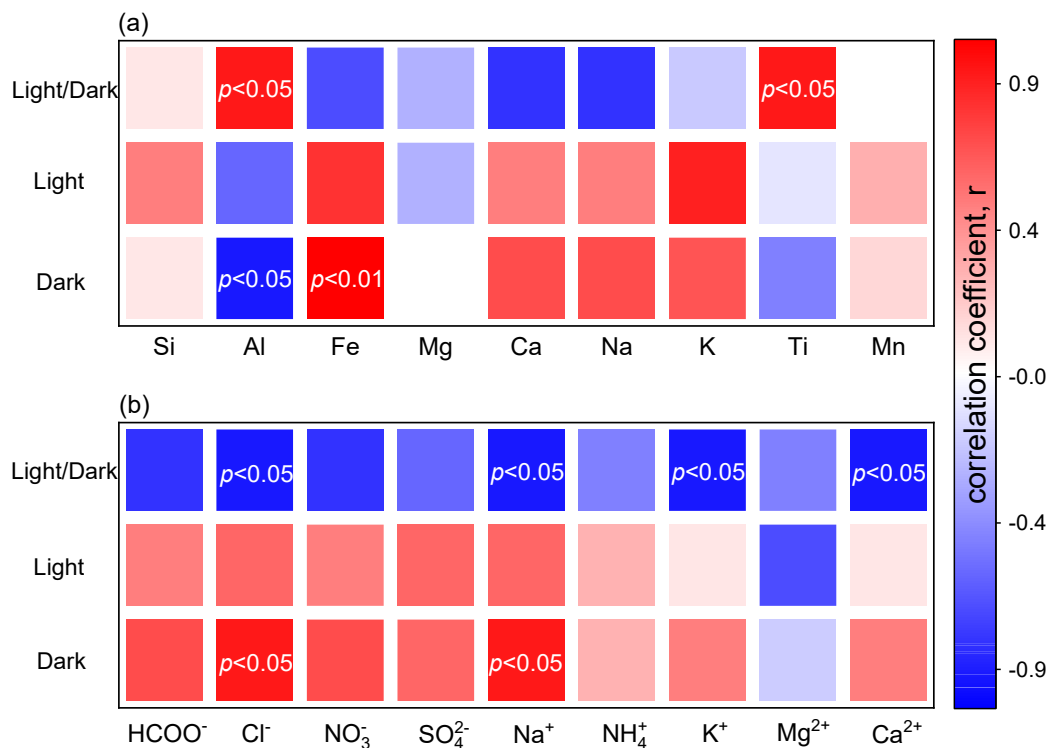 (a)
Light/Dark p<0.05 p<0.05
Light
Dark p<0.05 p<0.01
Si Al Fe Mg Ca Na K Ti Mn
(b)
Light/Dark p<0.05 p<0.05 p<0.05 p<0.05
Light
Dark p<0.05 p<0.05
HCOO⁻ Cl⁻ NO₃⁻ SO₄²⁻ Na⁺ NH₄⁺ K⁺ Mg²⁺ Ca²⁺
0.9
0.4
-0.0
-0.4
-0.9
correlation coefficient, r